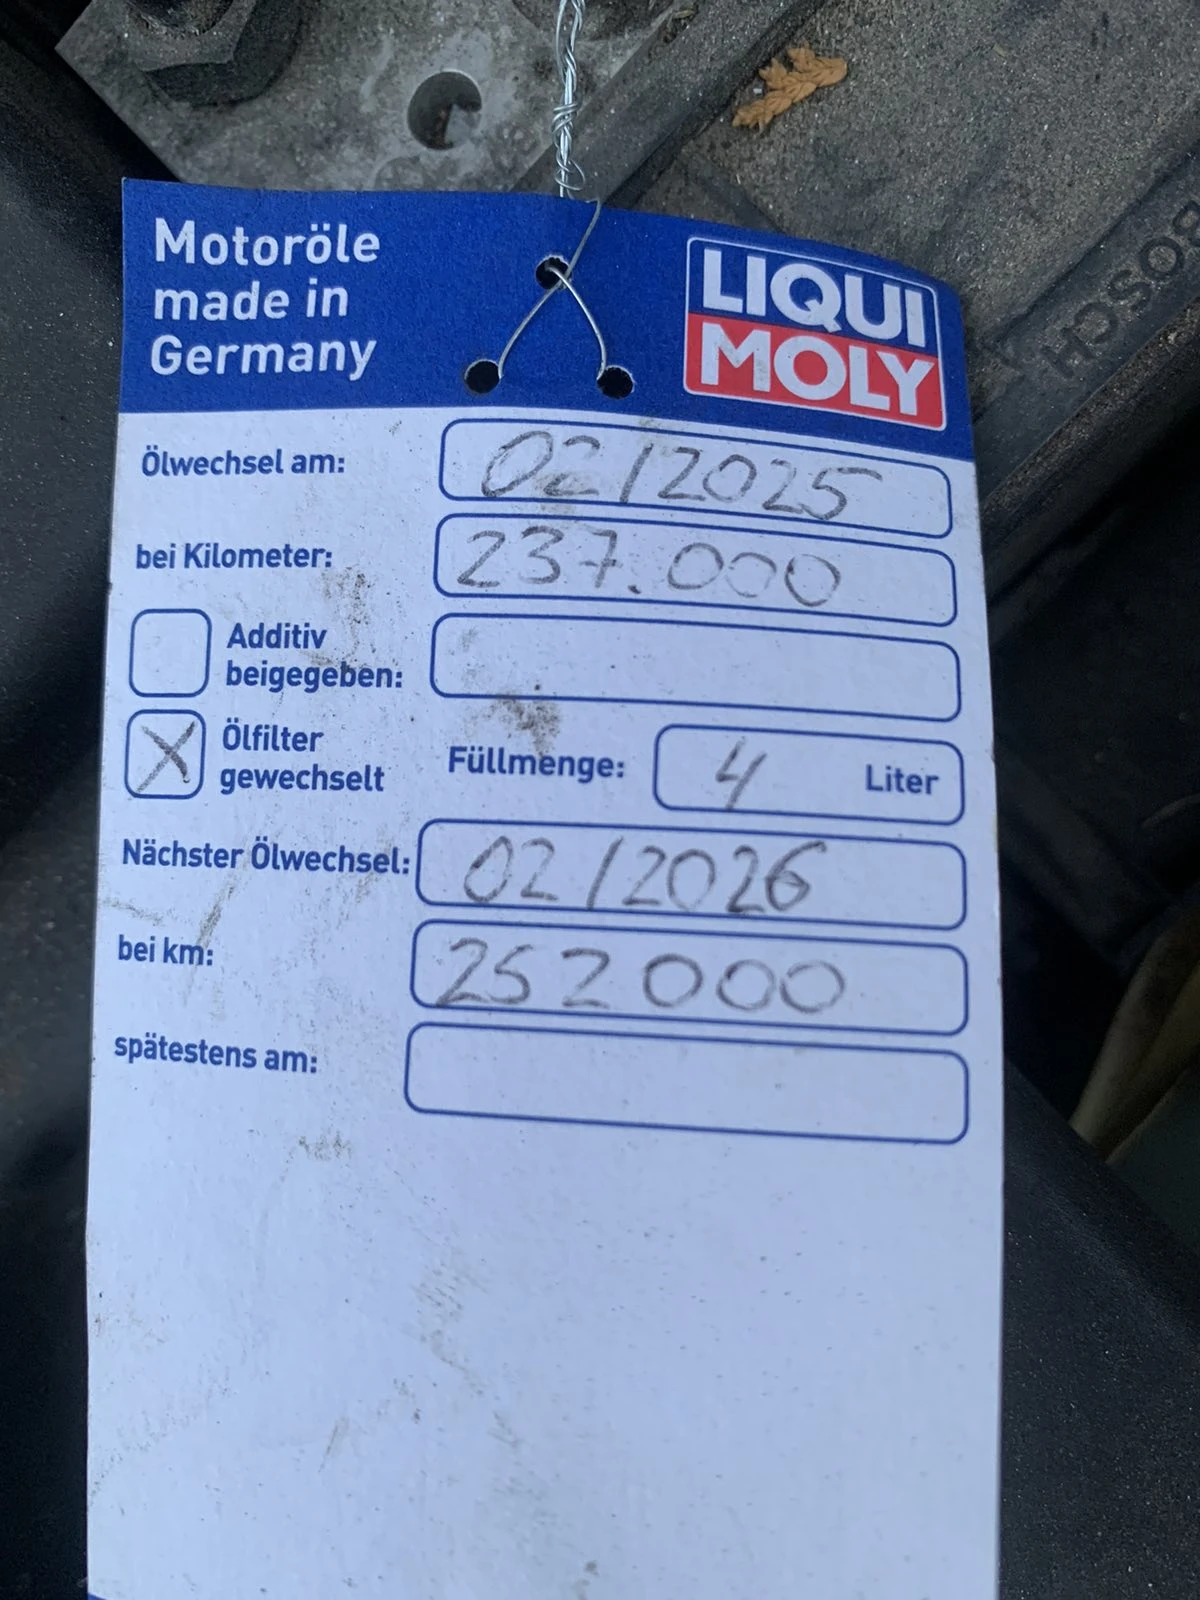 Motoröle
made in
Germany
LIQUI
MOLY
BOSCH
Ölwechsel am: 02/2025
bei Kilometer: 237.000
Additiv
beigegeben:
X Ölfilter
gewechselt
Füllmenge: 4 Liter
Nächster Ölwechsel: 02/2026
bei km: 252000
spätestens am: